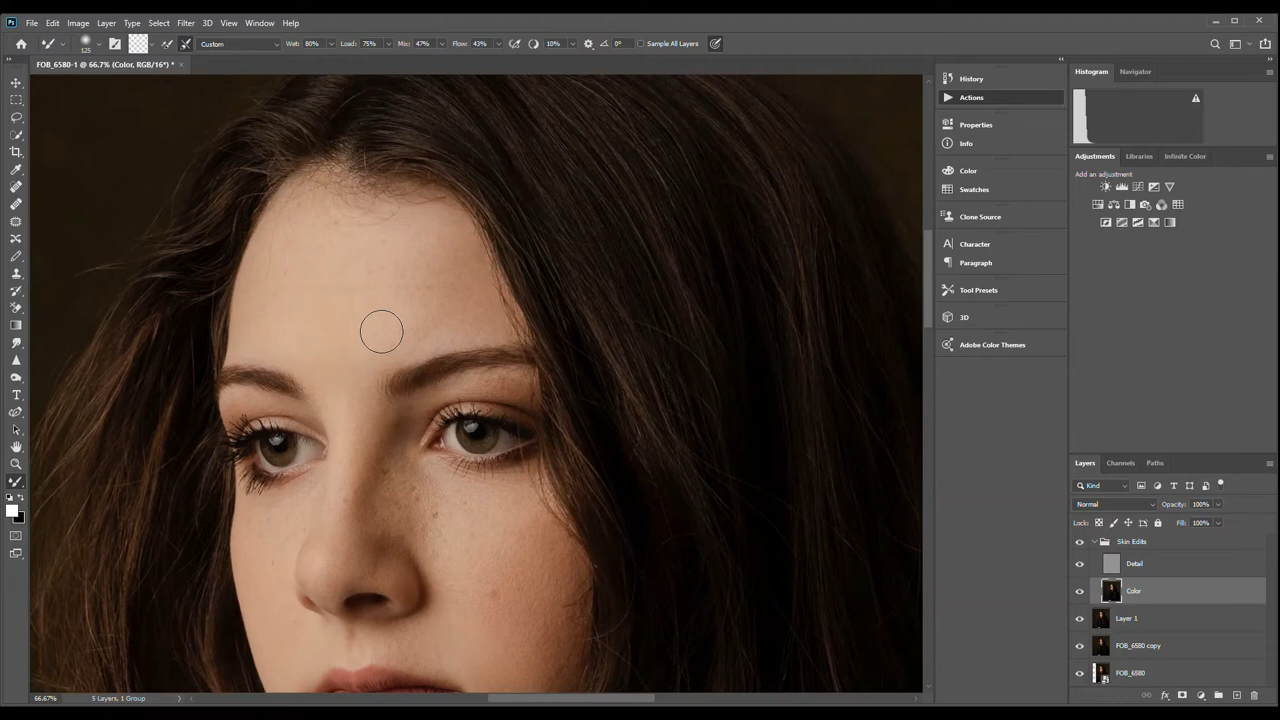 Ps File Edit Image Layer Type Select Filter 3D View Window Help
125 Custom Wet: 80% Load: 75% Mix: 47% Flow: 43% 10% 0° Sample All Layers
FOB_6580-1 @ 66.7% (Color, RGB/16*) * ×
History
Actions
Properties
Info
Color
Swatches
Clone Source
Character
Paragraph
Tool Presets
3D
Adobe Color Themes
Histogram Navigator
Adjustments Libraries Infinite Color
Add an adjustment
Layers Channels Paths
Kind
Normal Opacity: 100%
Lock: Fill: 100%
Skin Edits
Detail
Color
Layer 1
FOB_6580 copy
FOB_6580
66.67% 5 Layers, 1 Group